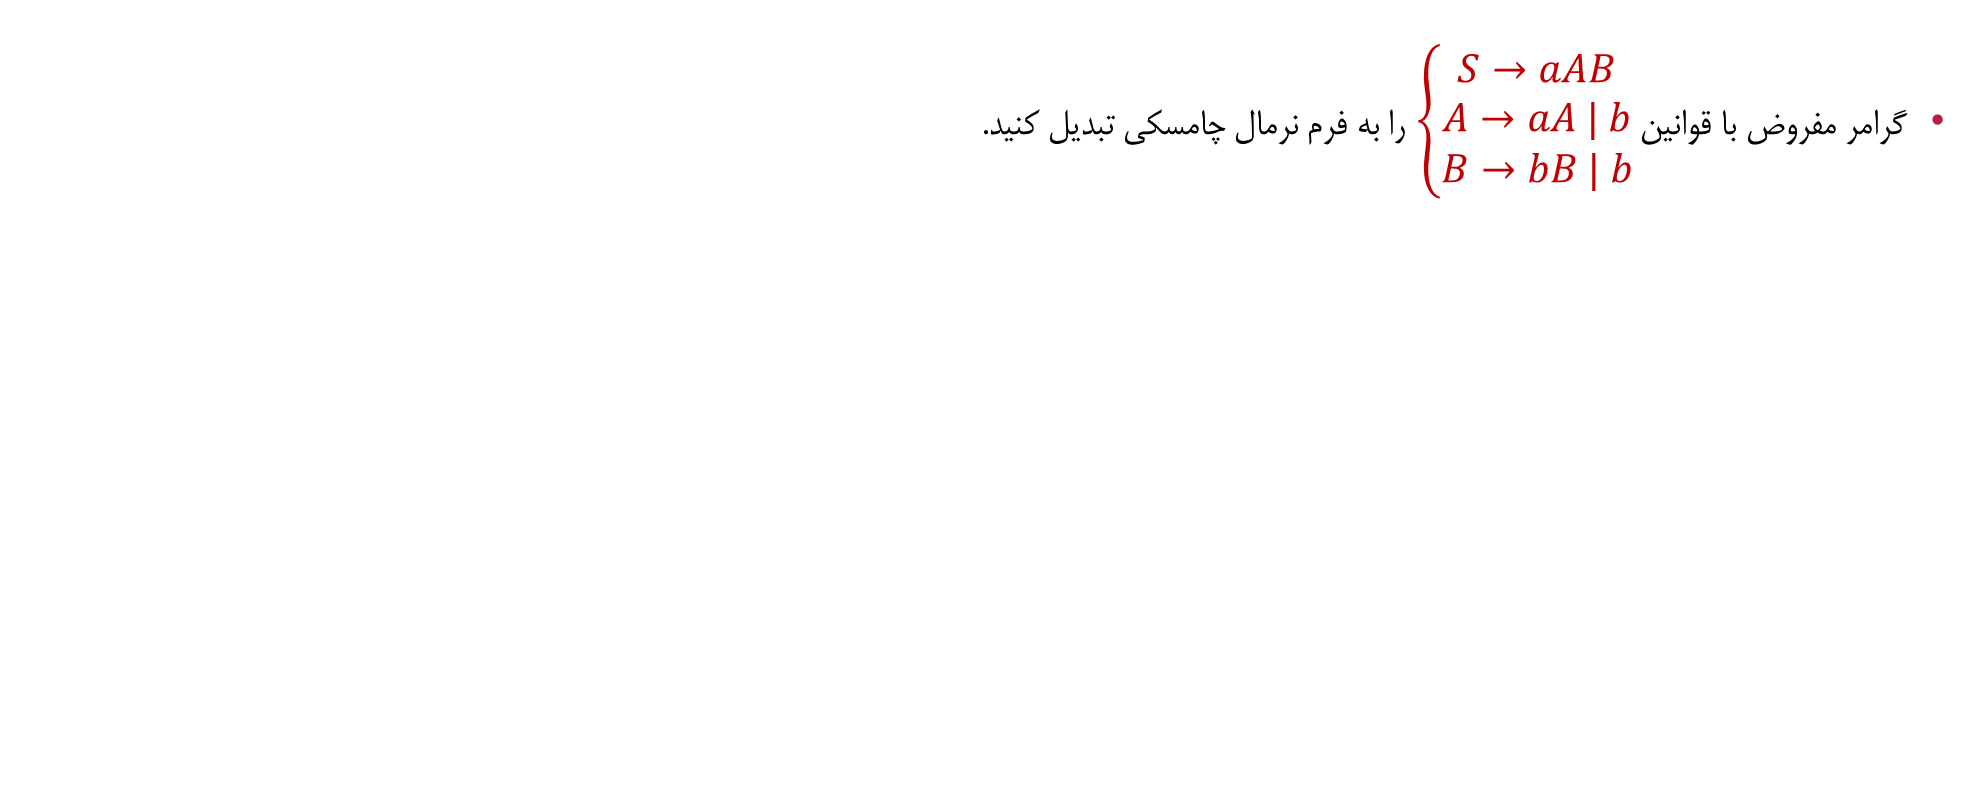 • گرامر مفروض با قوانین { S → aAB
A → aA | b
B → bB | b را به فرم نرمال چامسکی تبدیل کنید.